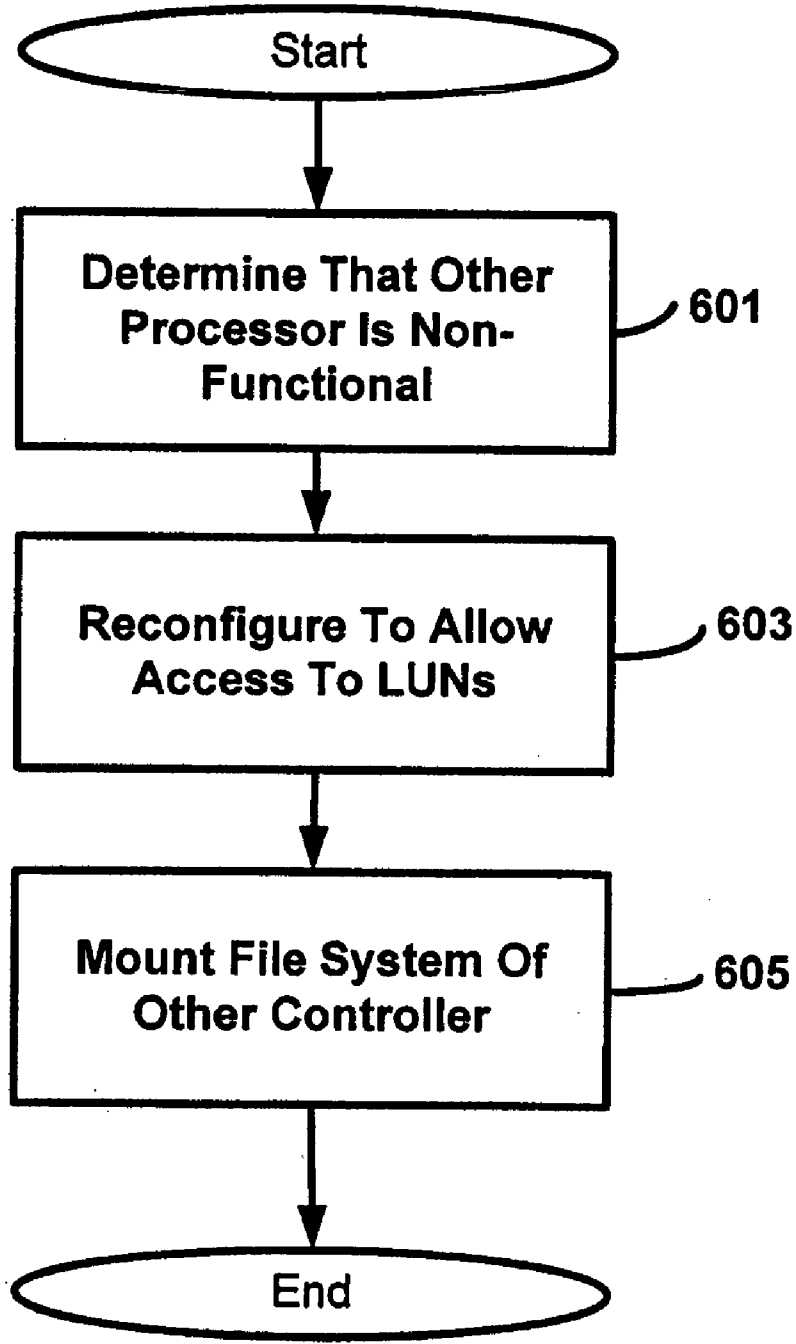 Start
Determine That Other
Processor Is Non-
Functional
601
Reconfigure To Allow
Access To LUNs
603
Mount File System Of
Other Controller
605
End